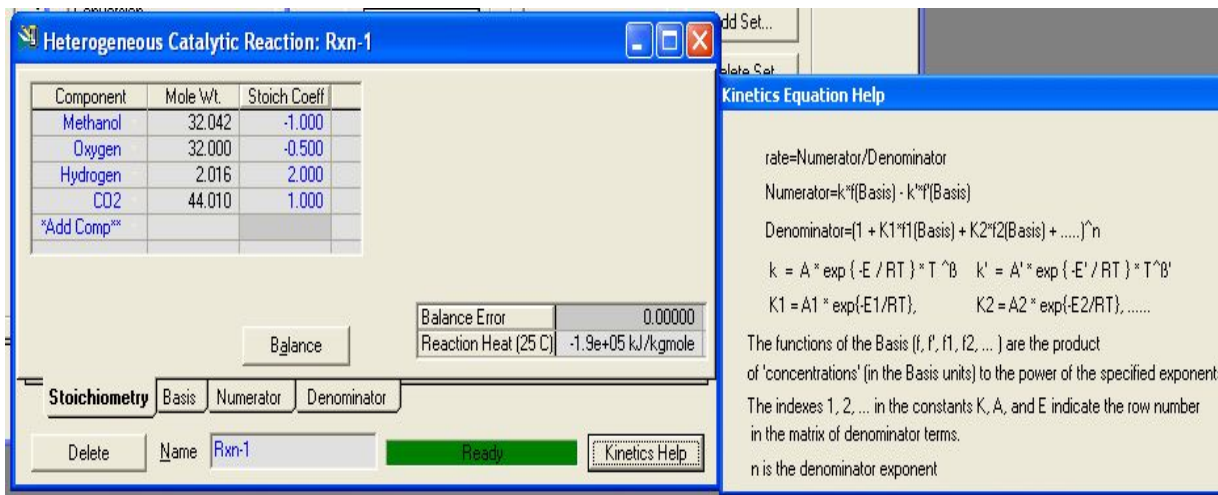 Conversion
dd Set...
elete Set
Heterogeneous Catalytic Reaction: Rxn-1
Component Mole Wt. Stoich Coeff
Methanol 32.042 -1.000
Oxygen 32.000 -0.500
Hydrogen 2.016 2.000
CO2 44.010 1.000
*Add Comp**
Balance Error 0.00000
Balance
Reaction Heat (25 C) -1.9e+05 kJ/kgmole
Stoichiometry Basis Numerator Denominator
Delete Name Rxn-1 Ready Kinetics Help
Kinetics Equation Help
rate=Numerator/Denominator
Numerator=k*f(Basis) - k'*f'(Basis)
Denominator=(1 + K1*f1(Basis) + K2*f2(Basis) + .....)^n
k = A * exp { -E / RT } * T ^ß k' = A' * exp { -E' / RT } * T^ß'
K1 = A1 * exp{-E1/RT}, K2 = A2 * exp{-E2/RT}, ......
The functions of the Basis (f, f', f1, f2, ... ) are the product
of 'concentrations' (in the Basis units) to the power of the specified exponent
The indexes 1, 2, ... in the constants K, A, and E indicate the row number
in the matrix of denominator terms.
n is the denominator exponent